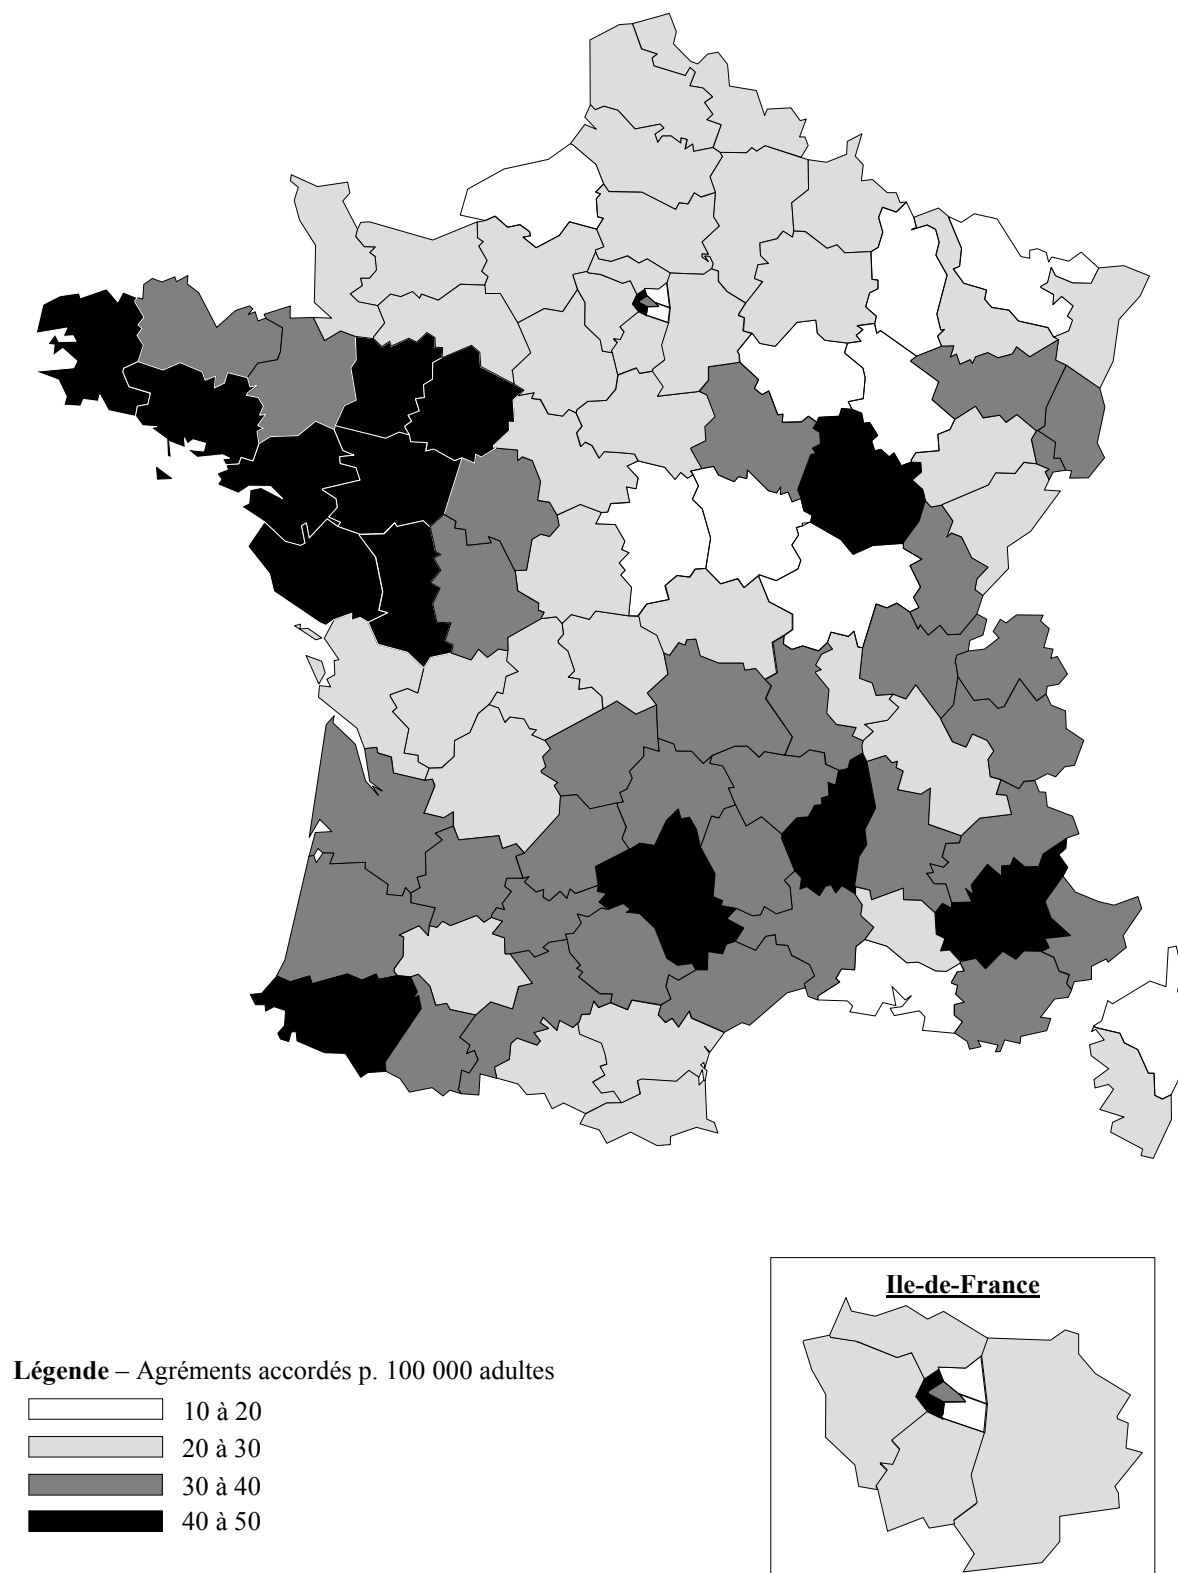 Ile-de-France
Légende – Agréments accordés p. 100 000 adultes
10 à 20
20 à 30
30 à 40
40 à 50